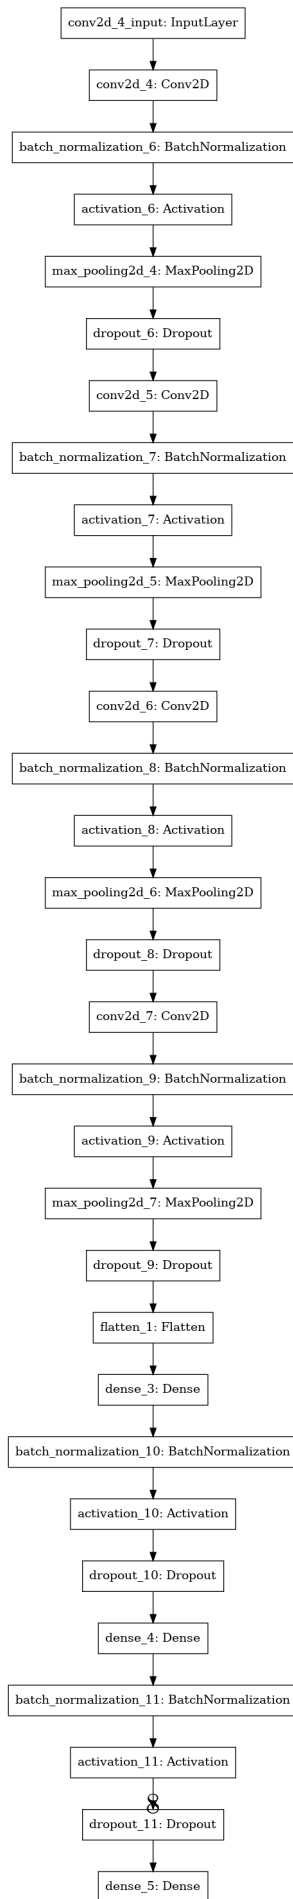 conv2d_4_input: InputLayer
conv2d_4: Conv2D
batch_normalization_6: BatchNormalization
activation_6: Activation
max_pooling2d_4: MaxPooling2D
dropout_6: Dropout
conv2d_5: Conv2D
batch_normalization_7: BatchNormalization
activation_7: Activation
max_pooling2d_5: MaxPooling2D
dropout_7: Dropout
conv2d_6: Conv2D
batch_normalization_8: BatchNormalization
activation_8: Activation
max_pooling2d_6: MaxPooling2D
dropout_8: Dropout
conv2d_7: Conv2D
batch_normalization_9: BatchNormalization
activation_9: Activation
max_pooling2d_7: MaxPooling2D
dropout_9: Dropout
flatten_1: Flatten
dense_3: Dense
batch_normalization_10: BatchNormalization
activation_10: Activation
dropout_10: Dropout
dense_4: Dense
batch_normalization_11: BatchNormalization
activation_11: Activation
dropout_11: Dropout
dense_5: Dense